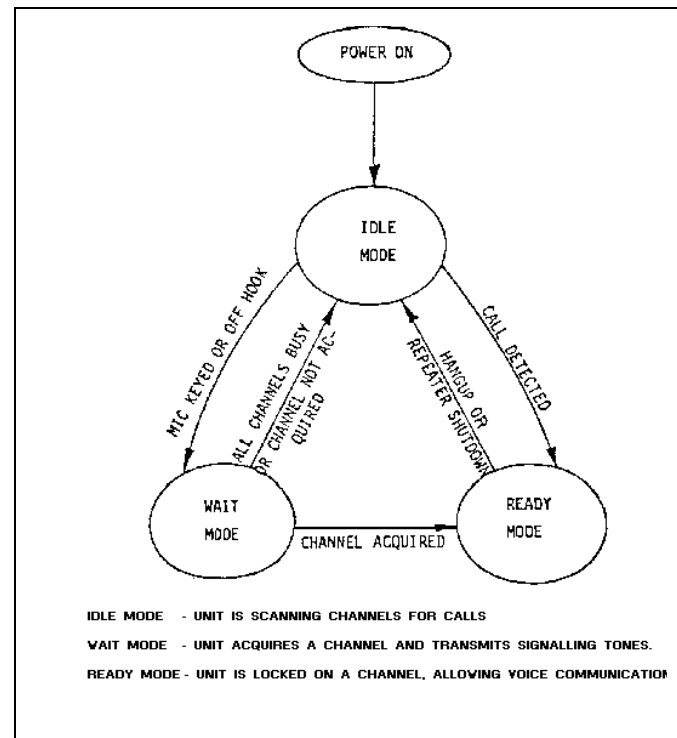 POWER ON
IDLE
MODE
MIC KEYED OR OFF HOOK
ALL CHANNELS BUSY
OR CHANNEL NOT AC-
QUIRED
HANGUP OR
REPEATER SHUTDOWN
CALL DETECTED
WAIT
MODE
CHANNEL ACQUIRED
READY
MODE
IDLE MODE - UNIT IS SCANNING CHANNELS FOR CALLS
WAIT MODE - UNIT ACQUIRES A CHANNEL AND TRANSMITS SIGNALLING TONES.
READY MODE - UNIT IS LOCKED ON A CHANNEL, ALLOWING VOICE COMMUNICATION